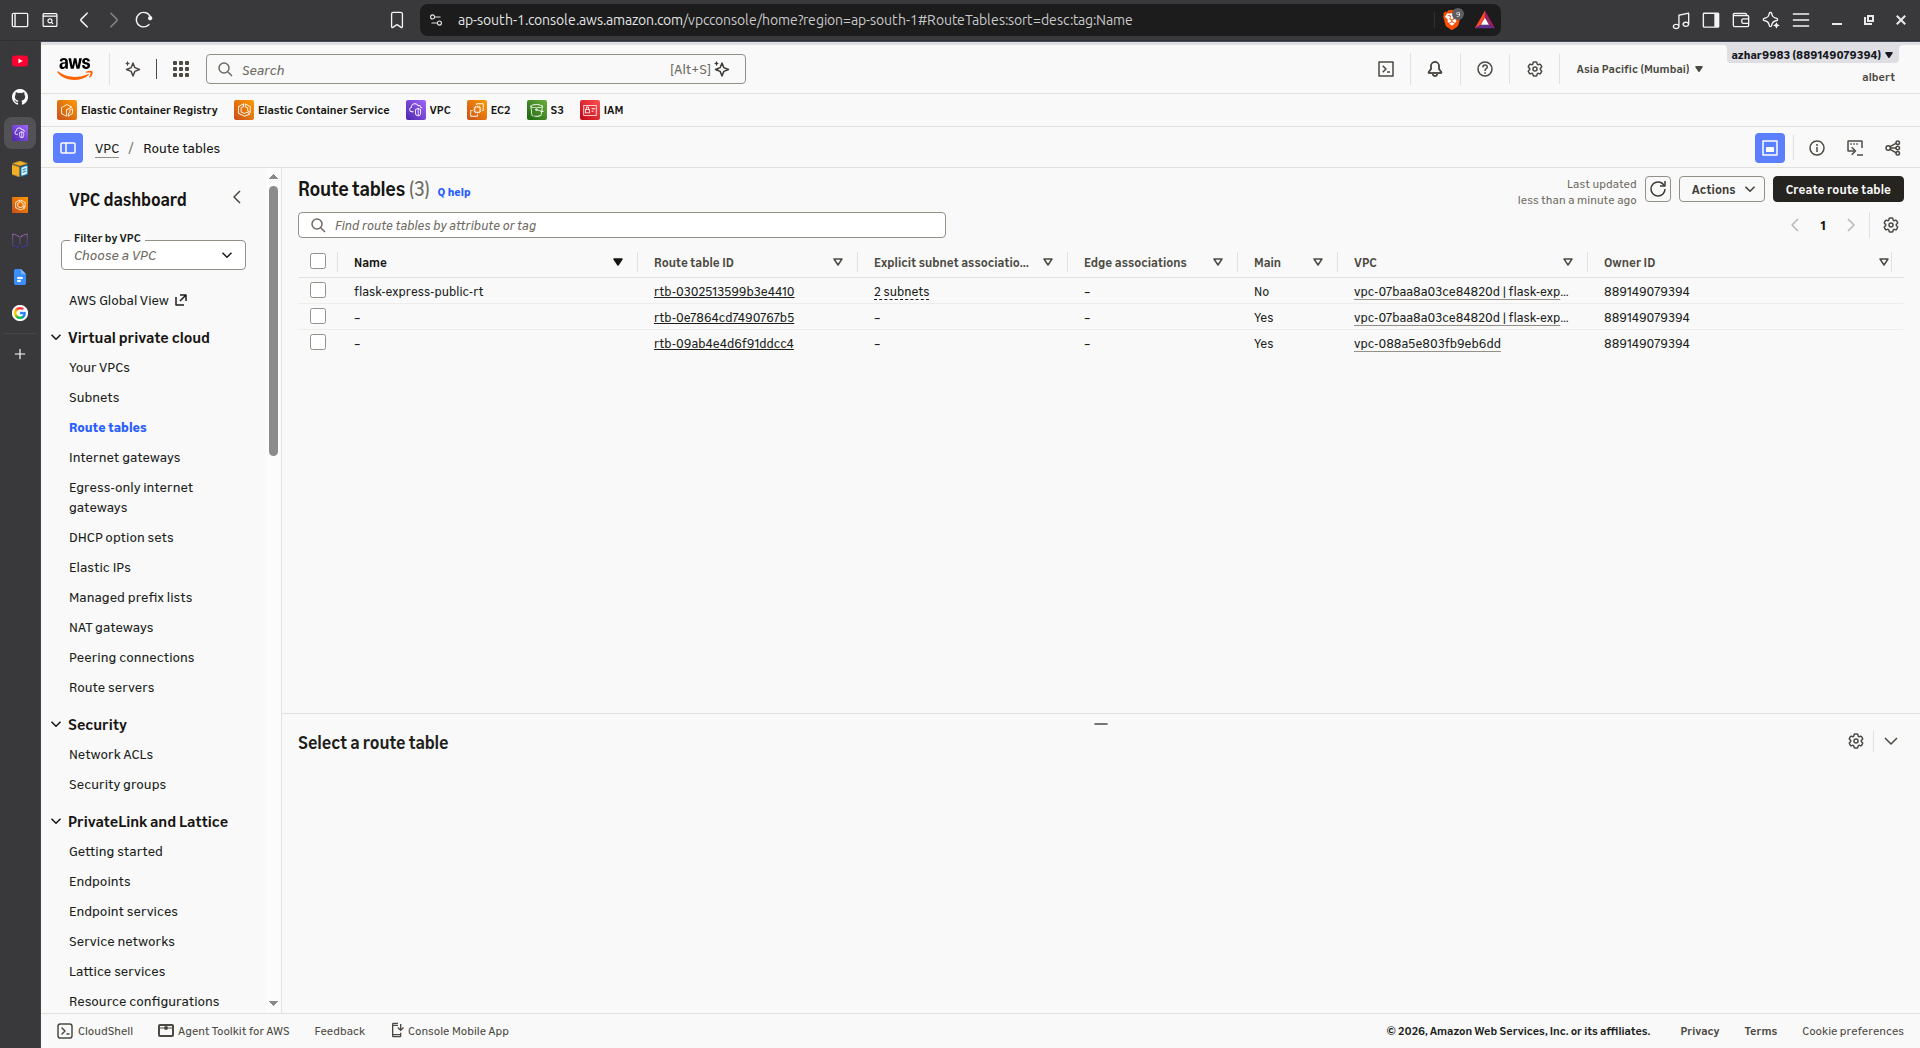 ap-south-1.console.aws.amazon.com/vpcconsole/home?region=ap-south-1#RouteTables:sort=desc:tag:Name
9
aws
Search
[Alt+S]
Asia Pacific (Mumbai)
azhar9983 (889149079394)
albert
Elastic Container Registry
Elastic Container Service
VPC
EC2
S3
IAM
VPC / Route tables
VPC dashboard
Filter by VPC
Choose a VPC
AWS Global View
Virtual private cloud
Your VPCs
Subnets
Route tables
Internet gateways
Egress-only internet
gateways
DHCP option sets
Elastic IPs
Managed prefix lists
NAT gateways
Peering connections
Route servers
Security
Network ACLs
Security groups
PrivateLink and Lattice
Getting started
Endpoints
Endpoint services
Service networks
Lattice services
Resource configurations
Route tables (3) Q help
Last updated
less than a minute ago
Actions
Create route table
Find route tables by attribute or tag
1
Name Route table ID Explicit subnet associatio... Edge associations Main VPC Owner ID
flask-express-public-rt rtb-0302513599b3e4410 2 subnets – No vpc-07baa8a03ce84820d | flask-exp... 889149079394
– rtb-0e7864cd7490767b5 – – Yes vpc-07baa8a03ce84820d | flask-exp... 889149079394
– rtb-09ab4e4d6f91ddcc4 – – Yes vpc-088a5e803fb9eb6dd 889149079394
Select a route table
CloudShell
Agent Toolkit for AWS
Feedback
Console Mobile App
© 2026, Amazon Web Services, Inc. or its affiliates.
Privacy
Terms
Cookie preferences